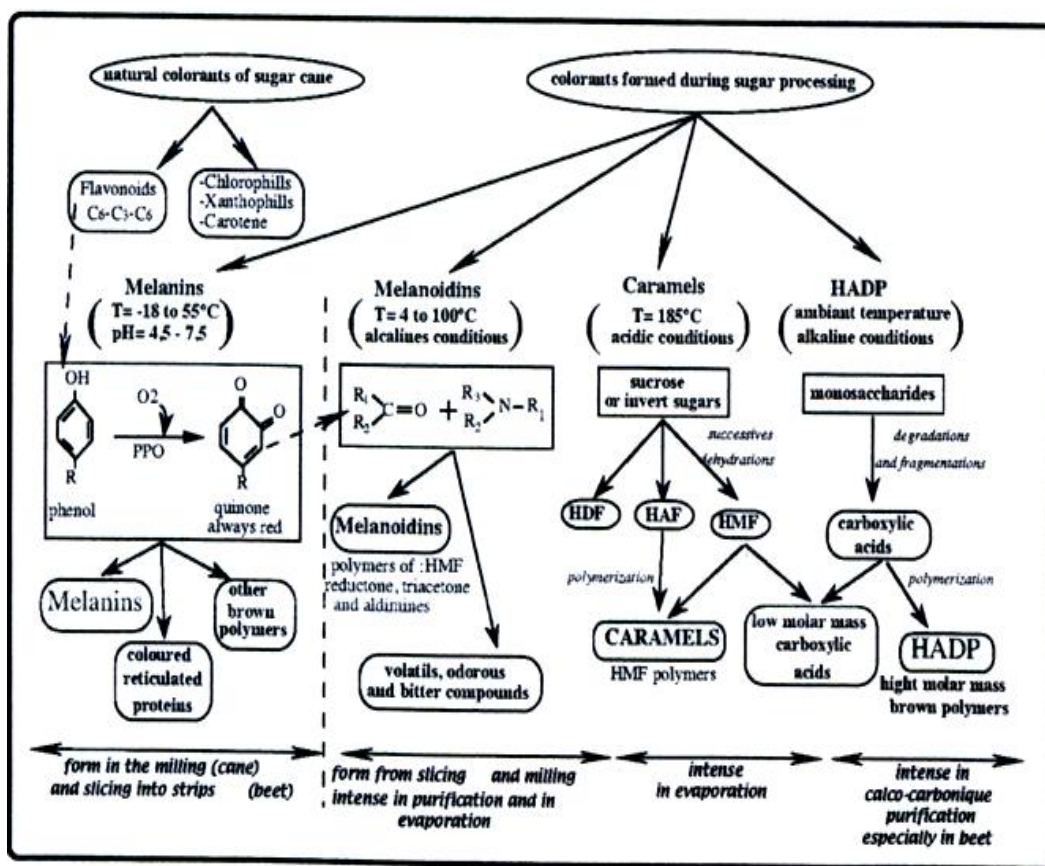 natural colorants of sugar cane
colorants formed during sugar processing
Flavonoids
C6-C3-C6
-Chlorophills
-Xanthophills
-Carotene
Melanins
T= -18 to 55°C
pH= 4,5 - 7,5
Melanoidins
T= 4 to 100°C
alcalines conditions
Caramels
T= 185°C
acidic conditions
HADP
ambiant temperature
alkaline conditions
OH
O2
PPO
R
phenol
O
O
R
quinone
always red
R1
R2
C=O
+
R3
R2
N-R1
sucrose
or invert sugars
monosaccharides
successives
dehydrations
degradations
and fragmentations
HDF
HAF
HMF
carboxylic
acids
Melanoidins
polymers of :HMF
reductone, triacetone
and aldimines
polymerization
polymerization
Melanins
other
brown
polymers
coloured
reticulated
proteins
volatils, odorous
and bitter compounds
CARAMELS
HMF polymers
low molar mass
carboxylic
acids
HADP
hight molar mass
brown polymers
form in the milling (cane)
and slicing into strips (beet)
form from slicing and milling
intense in purification and in
evaporation
intense
in evaporation
intense in
calco-carbonique
purification
especially in beet